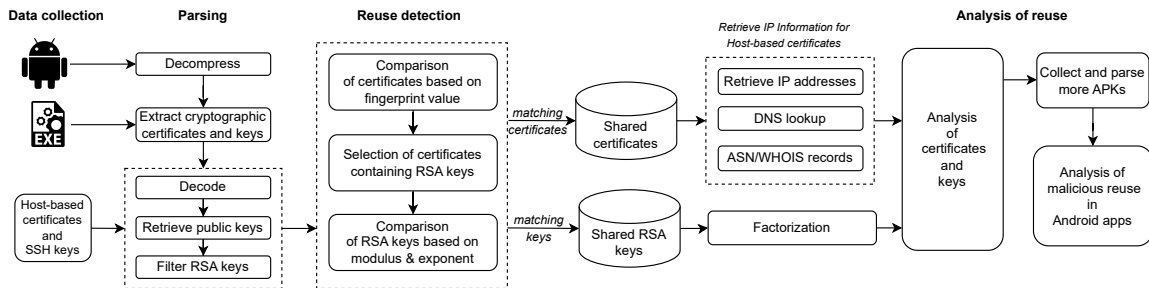 Data collection
Parsing
Reuse detection
Analysis of reuse
Decompress
EXE
Extract cryptographic
certificates and keys
Host-based
certificates
and
SSH keys
Decode
Retrieve public keys
Filter RSA keys
Comparison
of certificates based on
fingerprint value
Selection of certificates
containing RSA keys
Comparison
of RSA keys based on
modulus & exponent
matching
certificates
matching
keys
Shared
certificates
Shared RSA
keys
Retrieve IP Information for
Host-based certificates
Retrieve IP addresses
DNS lookup
ASN/WHOIS records
Factorization
Analysis
of
certificates
and
keys
Collect and parse
more APKs
Analysis of
malicious reuse
in
Android apps